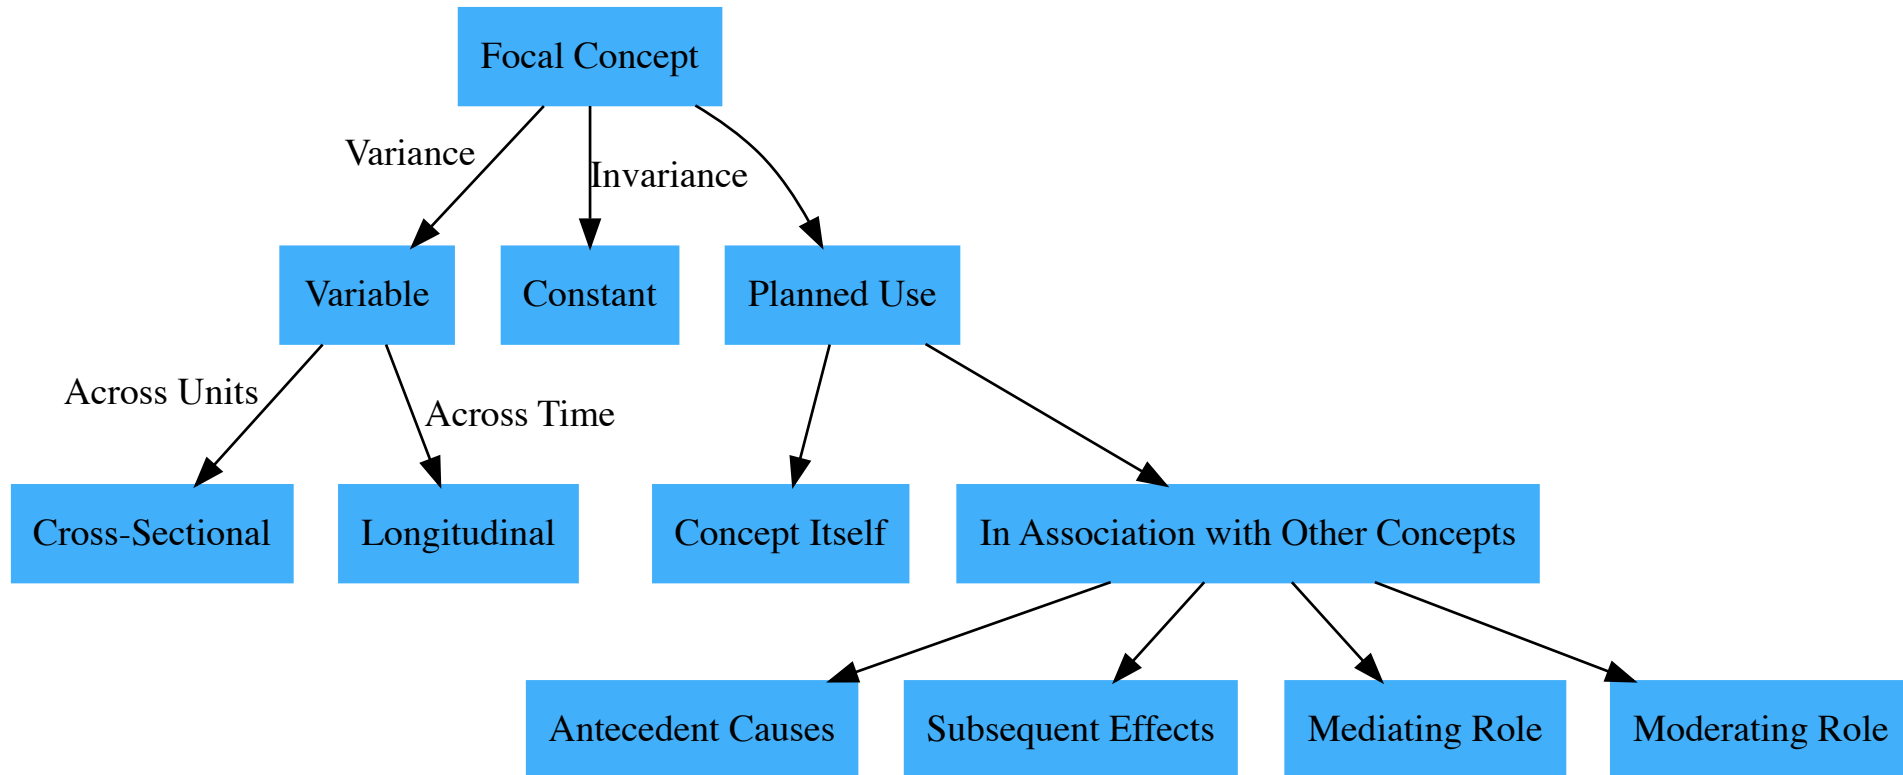 Focal Concept
Variance
Invariance
Variable
Constant
Planned Use
Across Units
Across Time
Cross-Sectional
Longitudinal
Concept Itself
In Association with Other Concepts
Antecedent Causes
Subsequent Effects
Mediating Role
Moderating Role